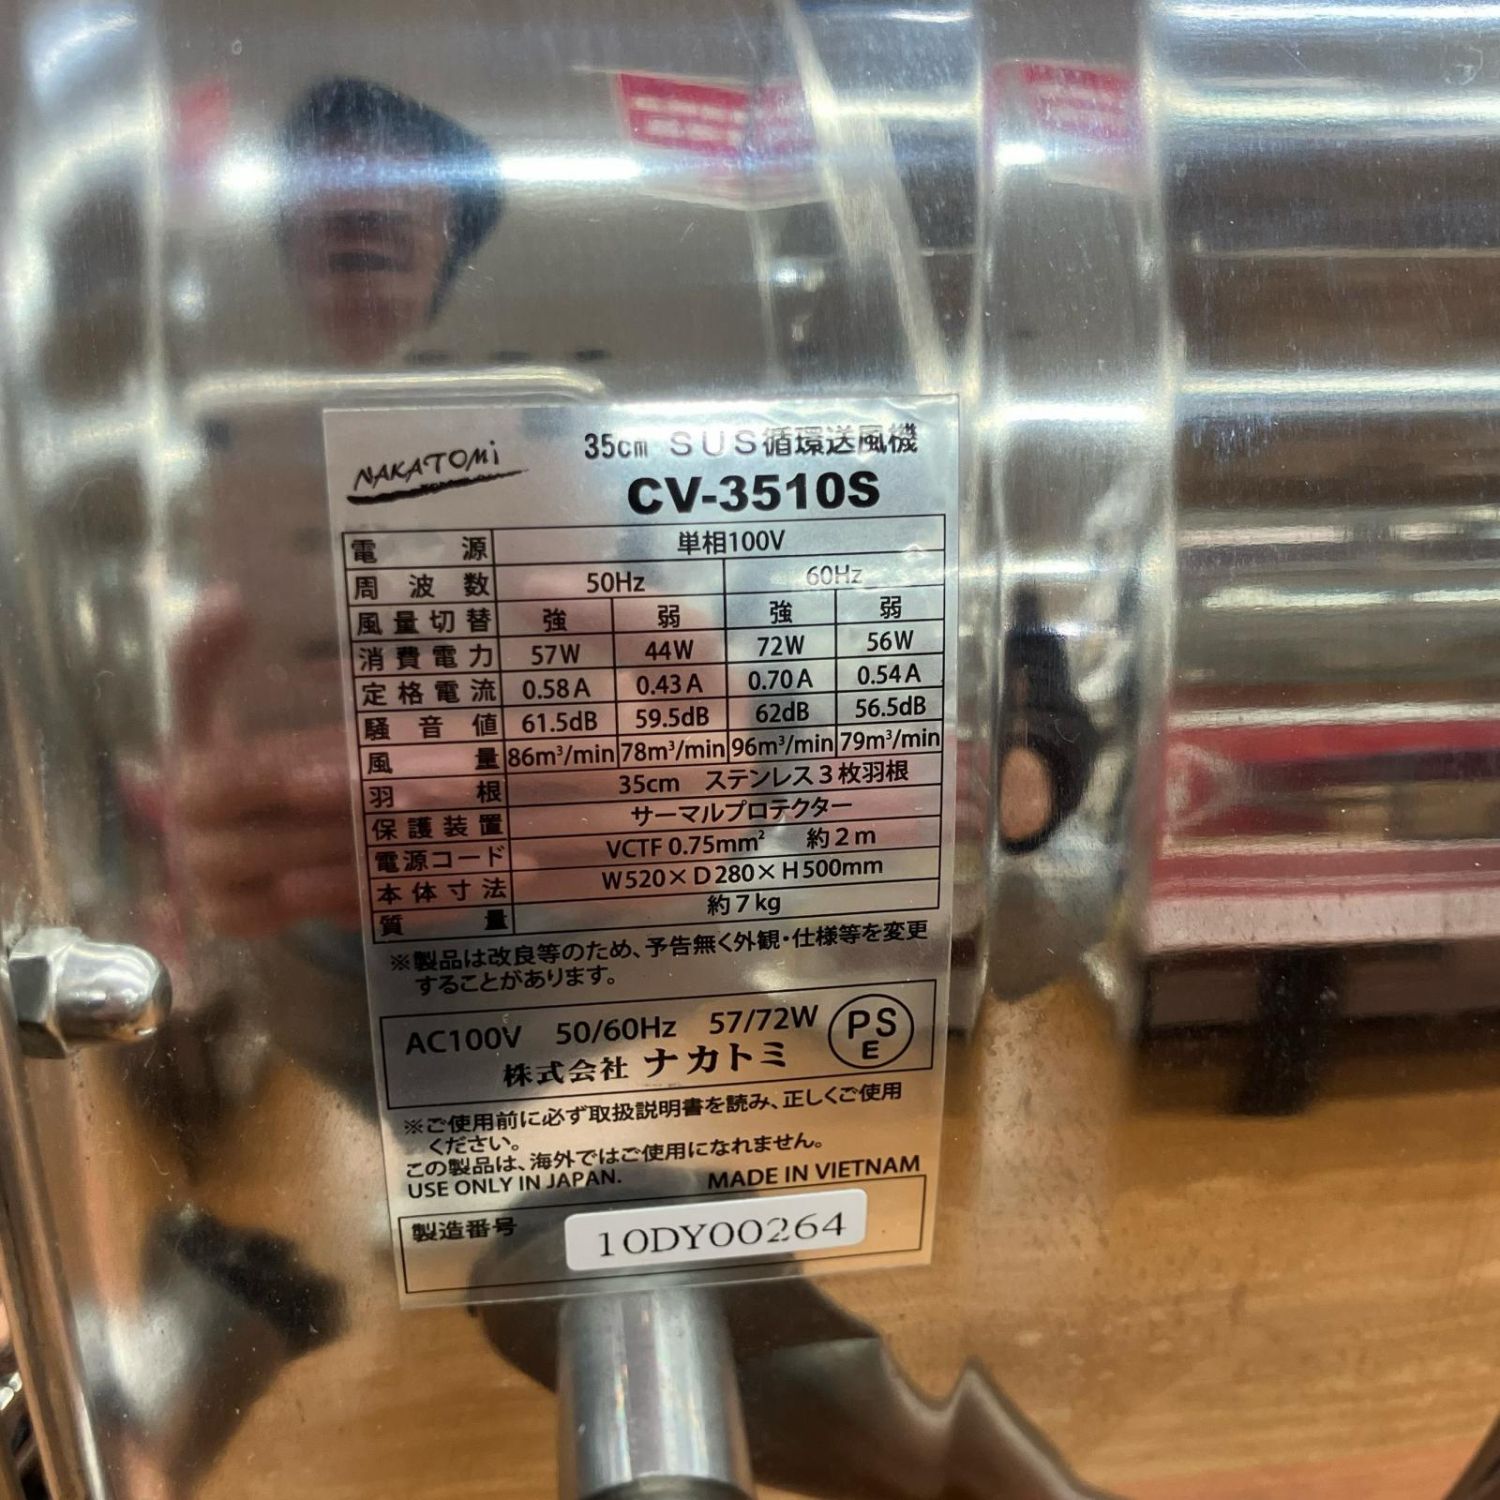 NAKATOMI
35cm SUS循環送風機
CV-3510S
電源 単相100V
周波数 50Hz 60Hz
風量切替 強 弱 強 弱
消費電力 57W 44W 72W 56W
定格電流 0.58A 0.43A 0.70A 0.54A
騒音値 61.5dB 59.5dB 62dB 56.5dB
風量 86m³/min 78m³/min 96m³/min 79m³/min
羽根 35cm ステンレス3枚羽根
保護装置 サーマルプロテクター
電源コード VCTF 0.75mm² 約2m
本体寸法 W520×D280×H500mm
質量 約7kg
※製品は改良等のため、予告無く外観・仕様等を変更
することがあります。
AC100V 50/60Hz 57/72W PSE
株式会社 ナカトミ
※ご使用前に必ず取扱説明書を読み、正しくご使用
ください。
この製品は、海外ではご使用になれません。
USE ONLY IN JAPAN. MADE IN VIETNAM
製造番号 10DY00264